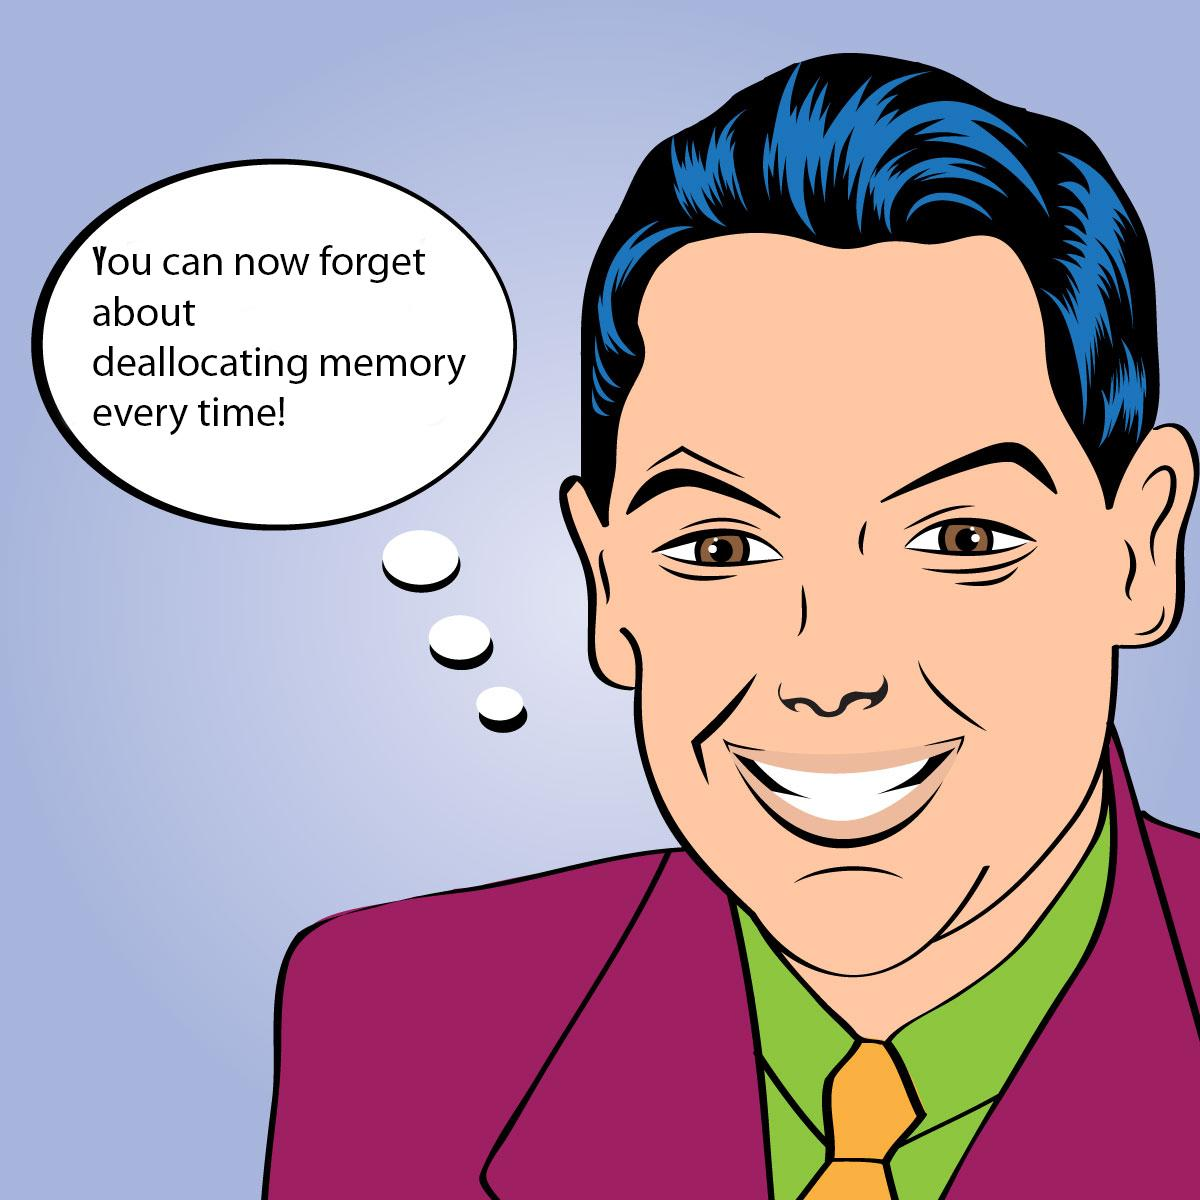 You can now forget
about
deallocating memory
every time!